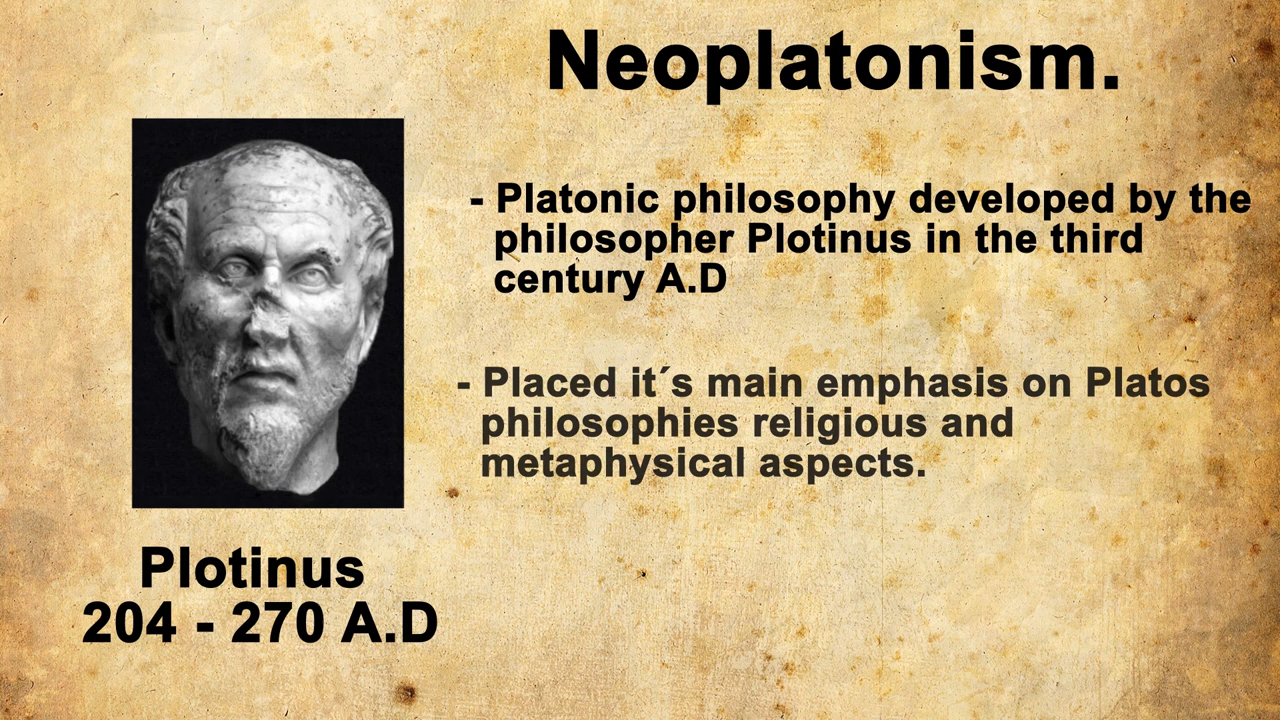 Neoplatonism.
- Platonic philosophy developed by the
philosopher Plotinus in the third
century A.D
- Placed it´s main emphasis on Platos
philosophies religious and
metaphysical aspects.
Plotinus
204 - 270 A.D